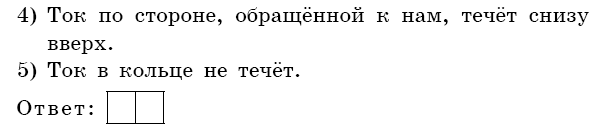 4) Ток по стороне, обращённой к нам, течёт снизу
вверх.
5) Ток в кольце не течёт.
Ответ: